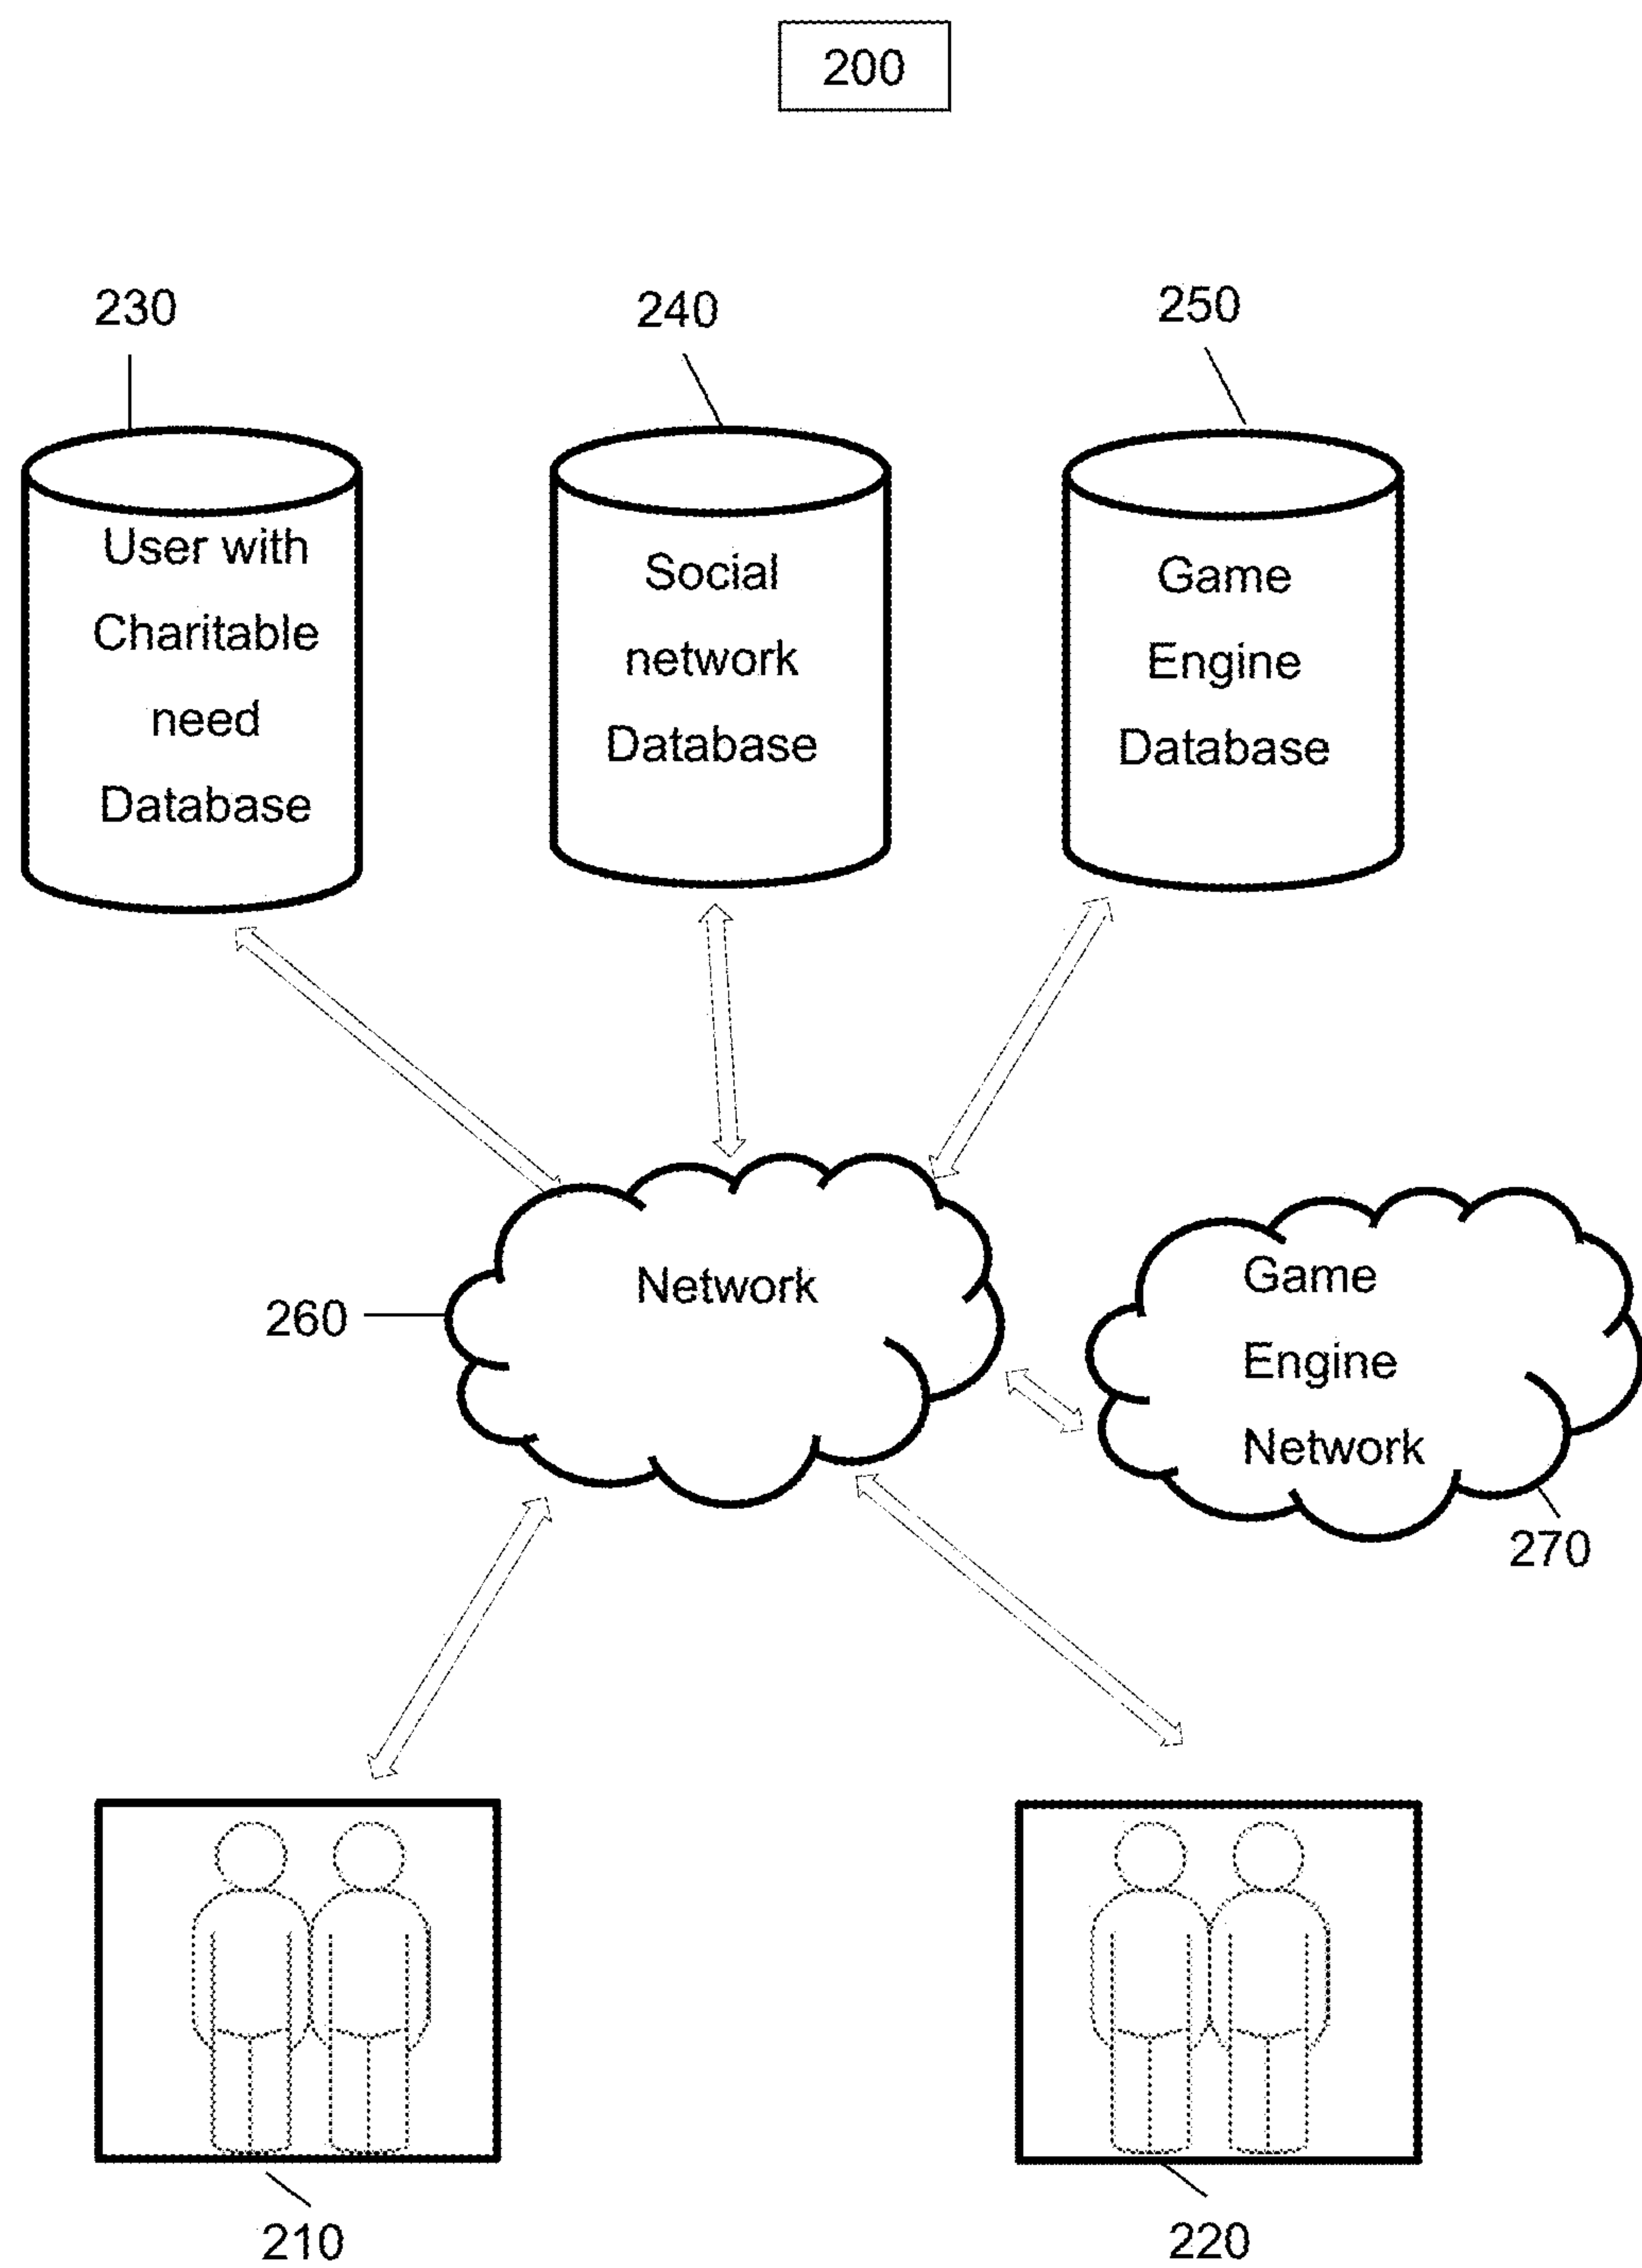 200
230
240
250
User with
Charitable
need
Database
Social
network
Database
Game
Engine
Database
Network
260
Game
Engine
Network
270
210
220